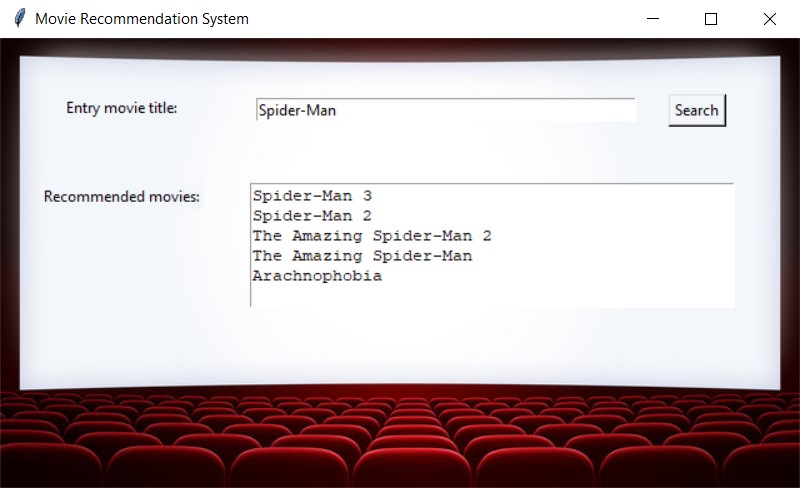 Movie Recommendation System
Entry movie title:
Spider-Man
Search
Recommended movies:
Spider-Man 3
Spider-Man 2
The Amazing Spider-Man 2
The Amazing Spider-Man
Arachnophobia